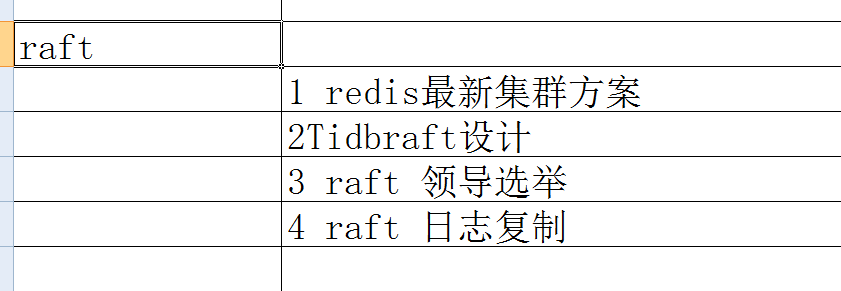 raft
1 redis最新集群方案
2Tidbraft设计
3 raft 领导选举
4 raft 日志复制